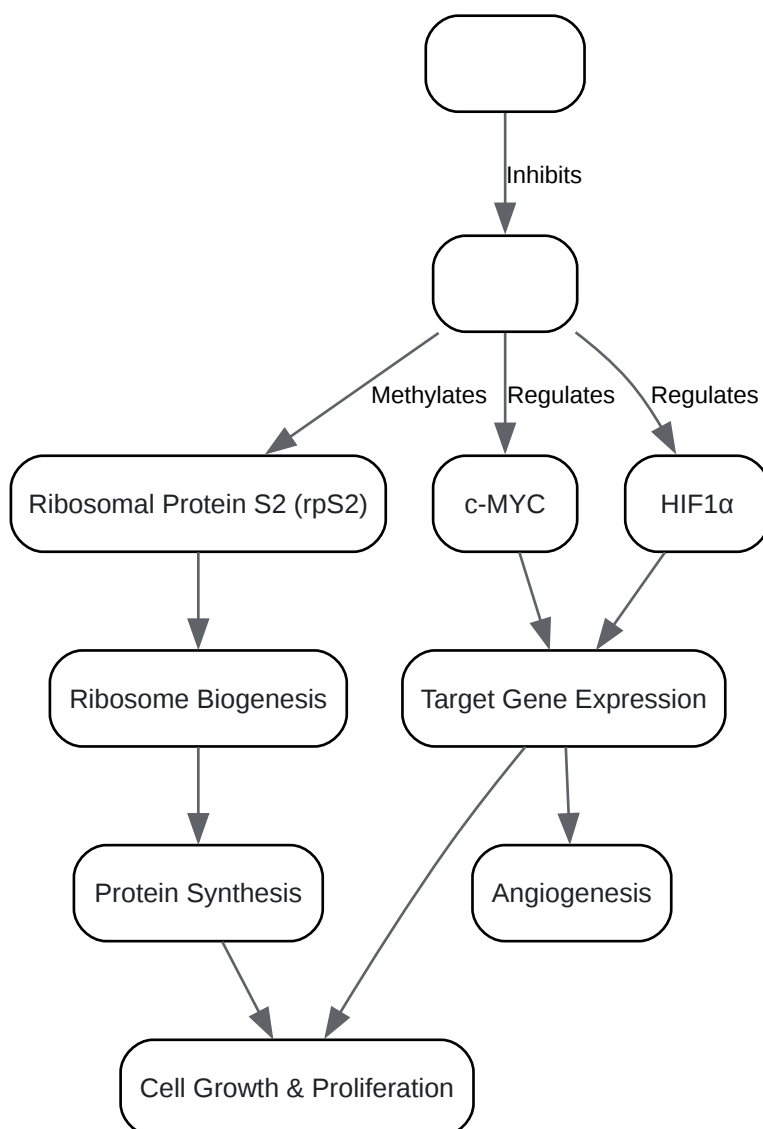 Inhibits
Methylates
Regulates
Regulates
Ribosomal Protein S2 (rpS2)
c-MYC
HIF1α
Ribosome Biogenesis
Target Gene Expression
Protein Synthesis
Angiogenesis
Cell Growth & Proliferation